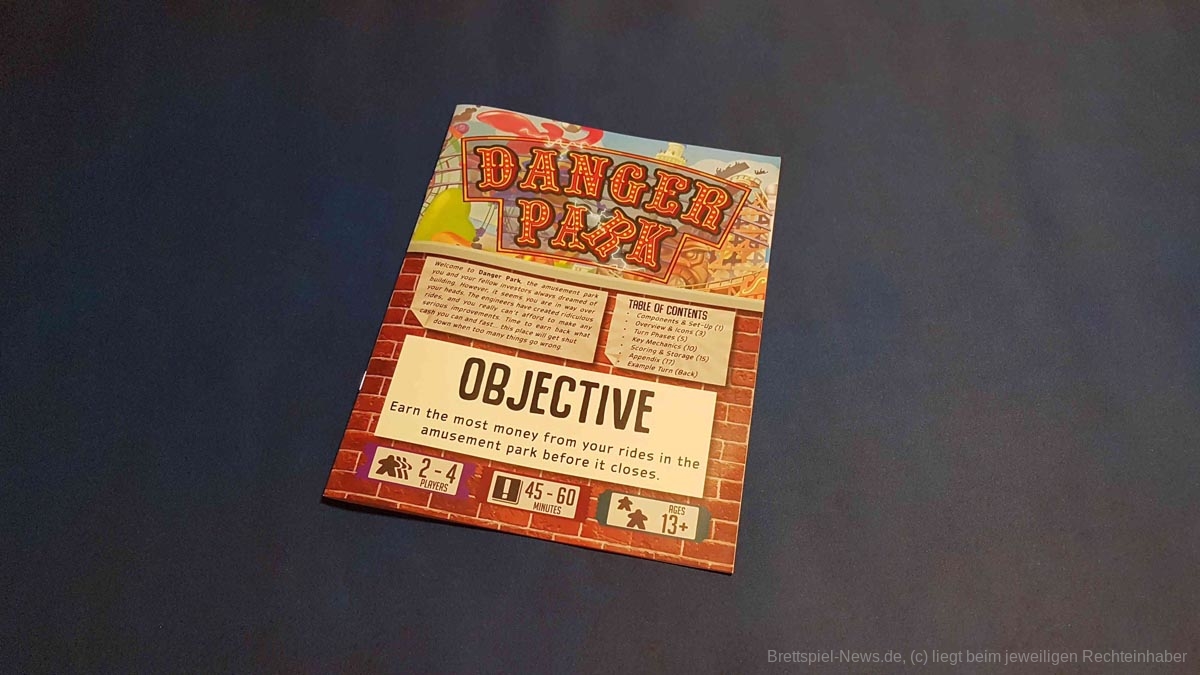 DANGER
PARK
Welcome to Danger Park, the amusement park
you and your fellow investors always dreamed of
building. However, it seems you are in way over
your heads. The engineers have created ridiculous
rides, and you really can't afford to make any
serious improvements. Time to earn back what
cash you can and fast... this place will get shut
down when too many things go wrong.
TABLE OF CONTENTS
• Components & Set-Up (1)
• Overview & Icons (3)
• Turn Phases (5)
• Key Mechanics (10)
• Scoring & Storage (15)
• Appendix (17)
• Example Turn (Back)
OBJECTIVE
Earn the most money from your rides in the
amusement park before it closes.
2 - 4
PLAYERS
45 - 60
MINUTES
AGES
13+
Brettspiel-News.de, (c) liegt beim jeweiligen Rechteinhaber